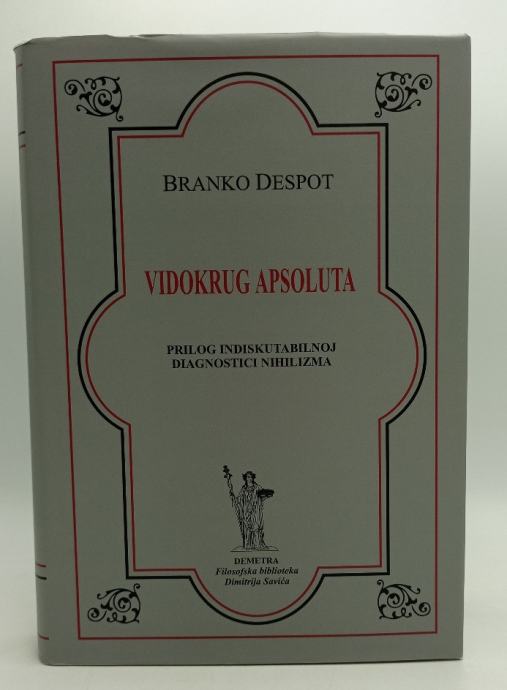 BRANKO DESPOT
VIDOKRUG APSOLUTA
PRILOG INDISKUTABILNOJ
DIAGNOSTICI NIHILIZMA
DEMETRA
Filosofska biblioteka
Dimitrija Savića